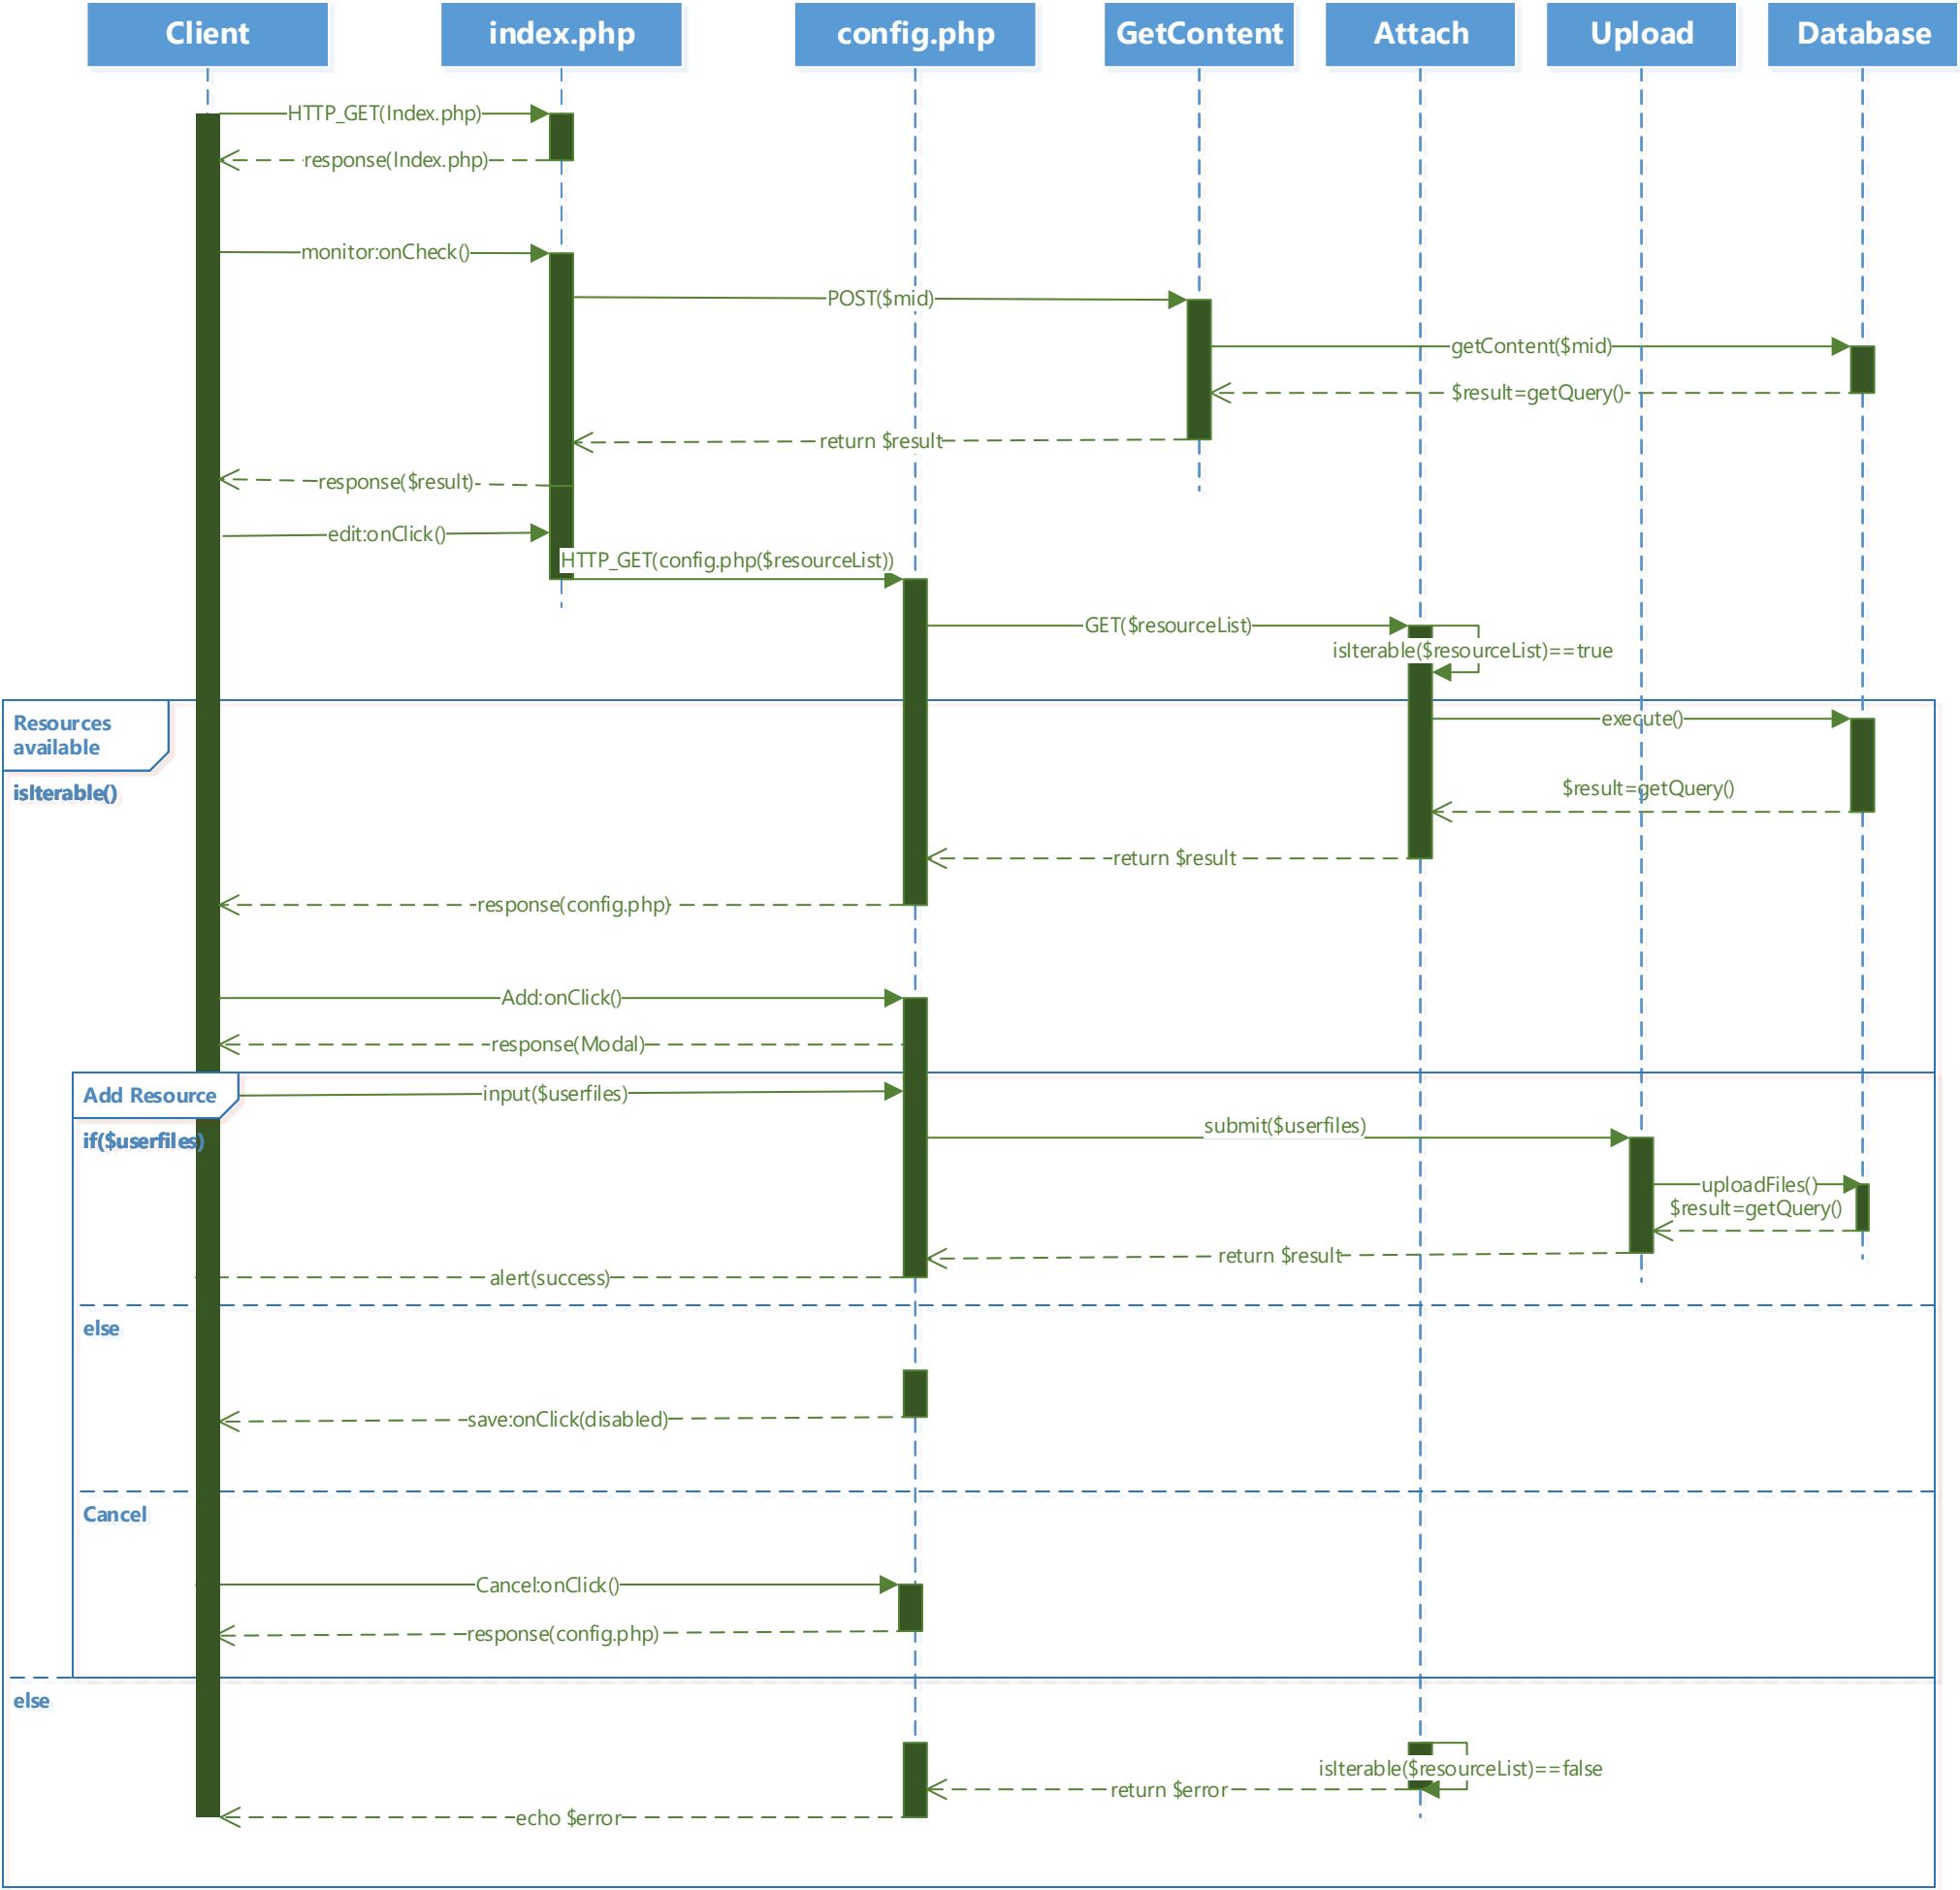 Client
index.php
config.php
GetContent
Attach
Upload
Database
HTTP_GET(Index.php)
response(Index.php)
monitor:onCheck()
POST($mid)
getContent($mid)
$result=getQuery()
return $result
response($result)
edit:onClick()
HTTP_GET(config.php($resourceList))
GET($resourceList)
isIterable($resourceList)==true
Resources
available
execute()
isIterable()
$result=getQuery()
return $result
response(config.php)
Add:onClick()
response(Modal)
Add Resource
input($userfiles)
if($userfiles)
submit($userfiles)
uploadFiles()
$result=getQuery()
return $result
alert(success)
else
save:onClick(disabled)
Cancel
Cancel:onClick()
response(config.php)
else
isIterable($resourceList)==false
return $error
echo $error